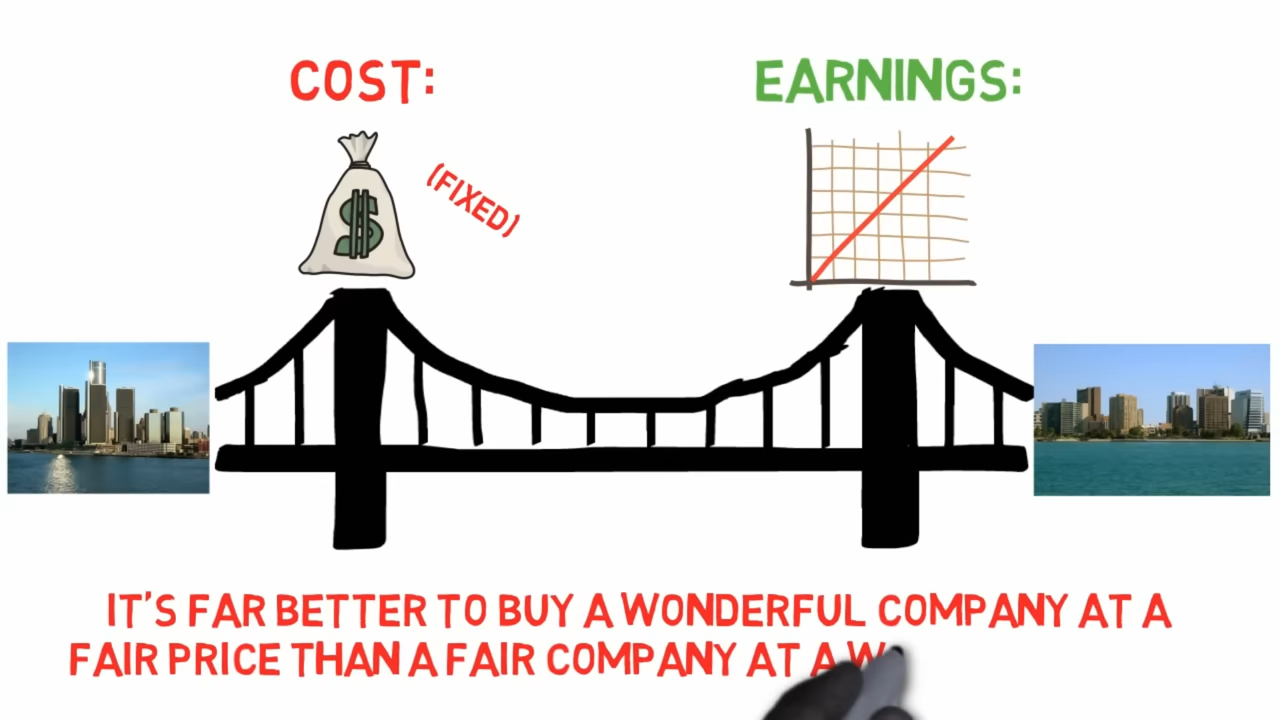 COST:
EARNINGS:
(FIXED)
$
IT'S FAR BETTER TO BUY A WONDERFUL COMPANY AT A
FAIR PRICE THAN A FAIR COMPANY AT A W